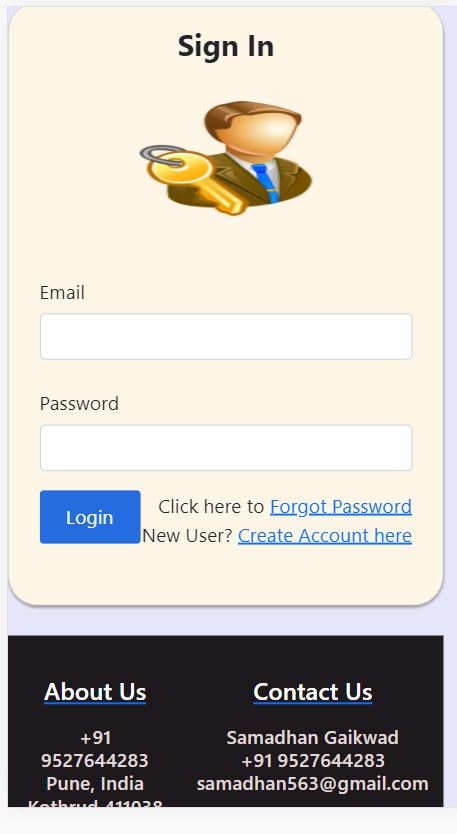 Sign In
Email
Password
Login
Click here to Forgot Password
New User? Create Account here
About Us
+91
9527644283
Pune, India
Kothrud 411038
Contact Us
Samadhan Gaikwad
+91 9527644283
samadhan563@gmail.com